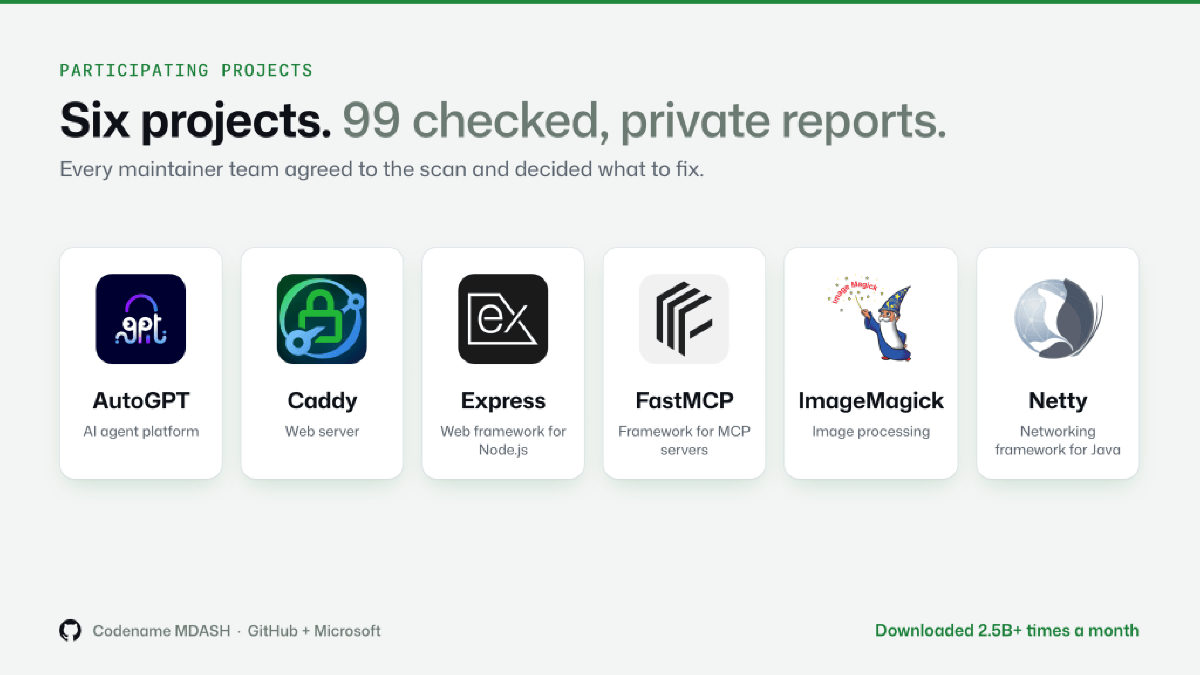 PARTICIPATING PROJECTS
Six projects. 99 checked, private reports.
Every maintainer team agreed to the scan and decided what to fix.
gpt
ex
Image Magick
AutoGPT
AI agent platform
Caddy
Web server
Express
Web framework for
Node.js
FastMCP
Framework for MCP
servers
ImageMagick
Image processing
Netty
Networking
framework for Java
Codename MDASH · GitHub + Microsoft
Downloaded 2.5B+ times a month